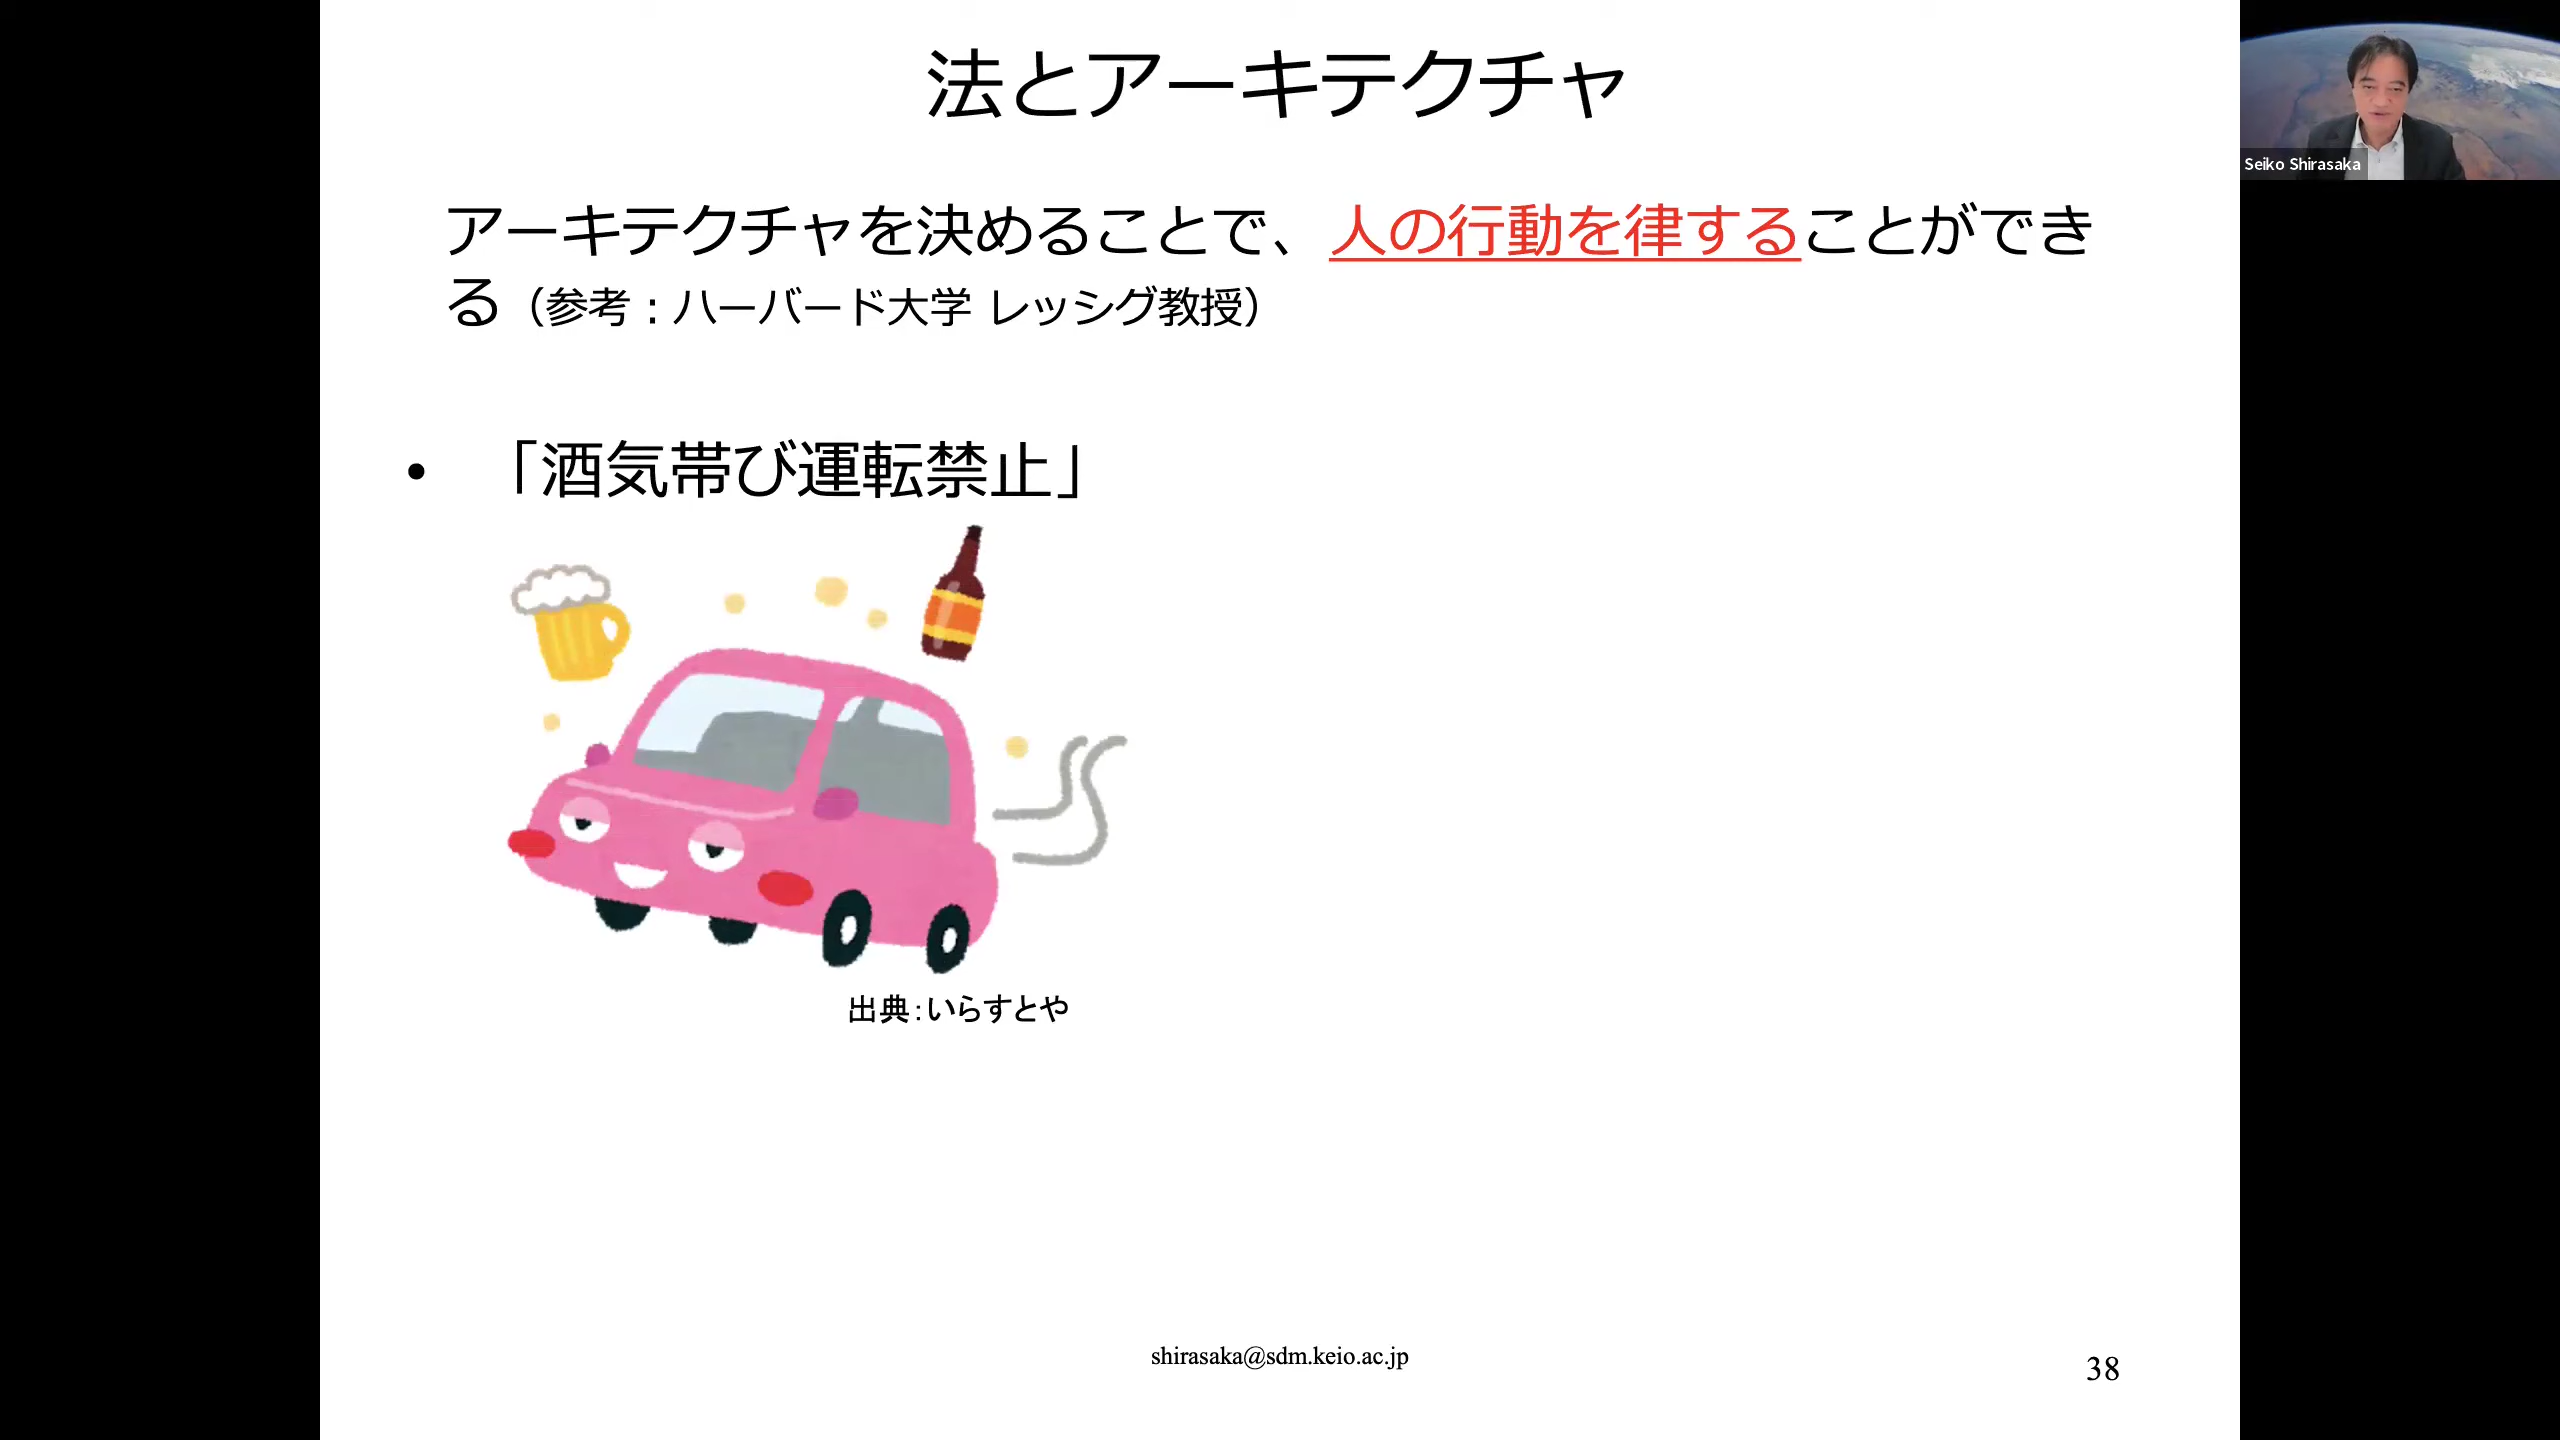 法とアーキテクチャ
Seiko Shirasaka
アーキテクチャを決めることで、人の行動を律することができ
る（参考：ハーバード大学 レッシグ教授）
• 「酒気帯び運転禁止」
出典：いらすとや
shirasaka@sdm.keio.ac.jp
38